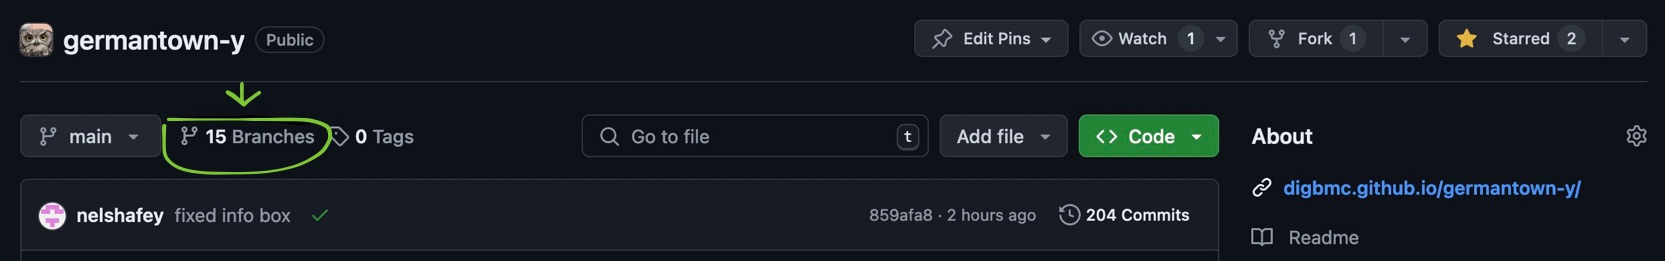 germantown-y Public Edit Pins Watch 1 Fork 1 Starred 2
main 15 Branches 0 Tags Go to file t Add file <> Code About
digbmc.github.io/germantown-y/
nelshafey fixed info box 859afa8 · 2 hours ago 204 Commits
Readme